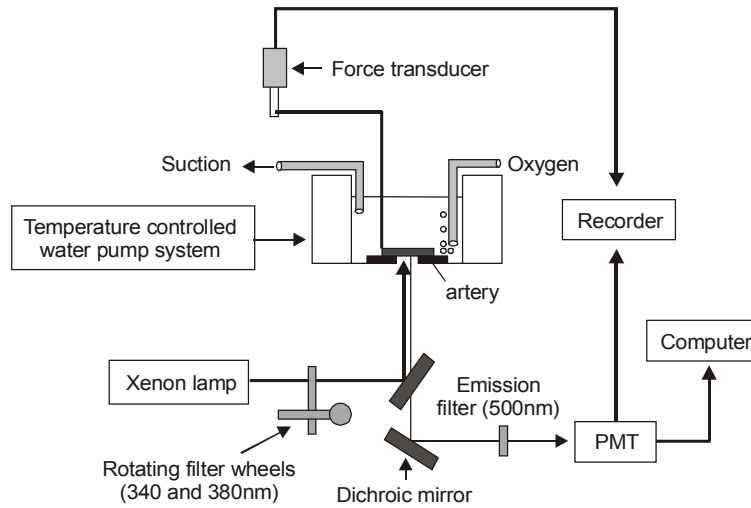 Force transducer
Suction
Oxygen
Temperature controlled
water pump system
Recorder
artery
Computer
Xenon lamp
Emission
filter (500nm)
PMT
Rotating filter wheels
(340 and 380nm)
Dichroic mirror